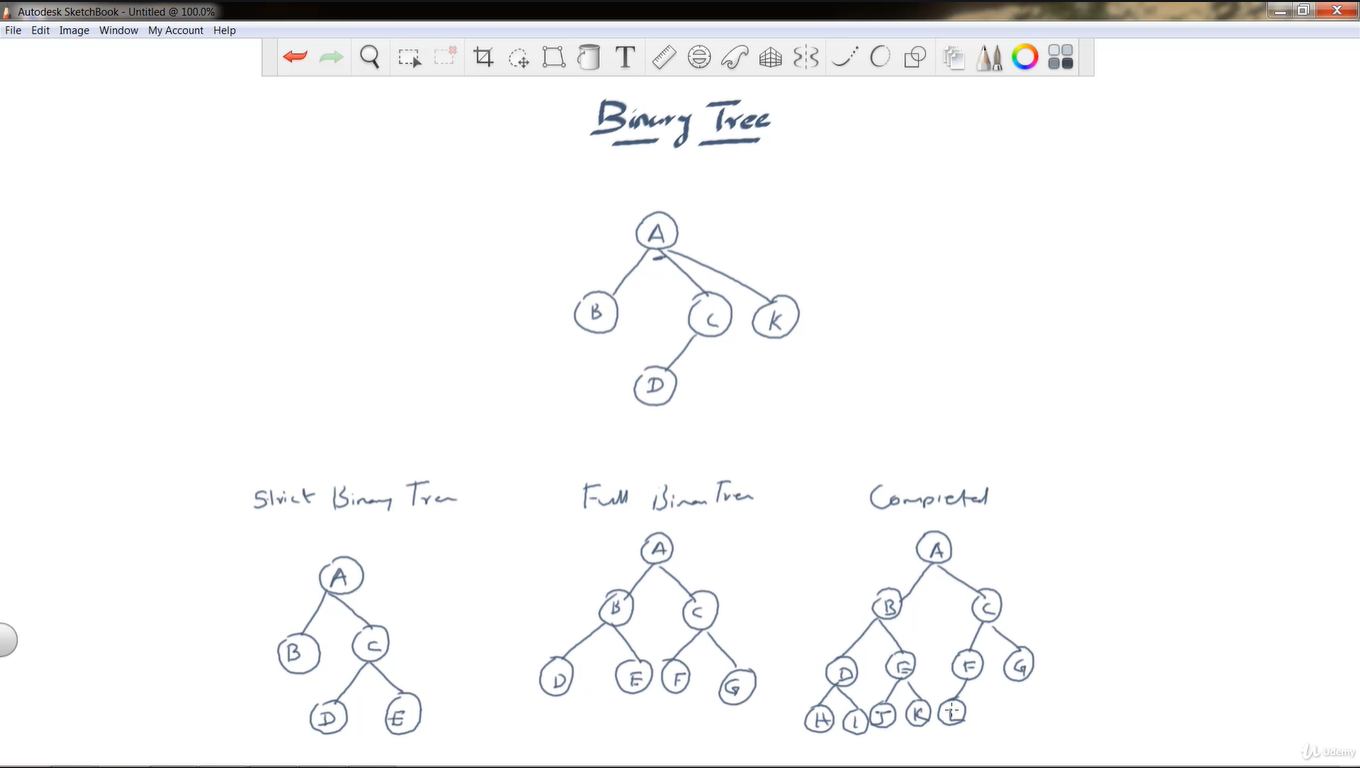 Autodesk SketchBook - Untitled @ 100.0%
File Edit Image Window My Account Help
T
Binary Tree
A
B C K
D
Strict Binary Tree Full Binary Tree Completed
A A A
B C B C B C
D E D E F G D E F G
H I J K L
Udemy